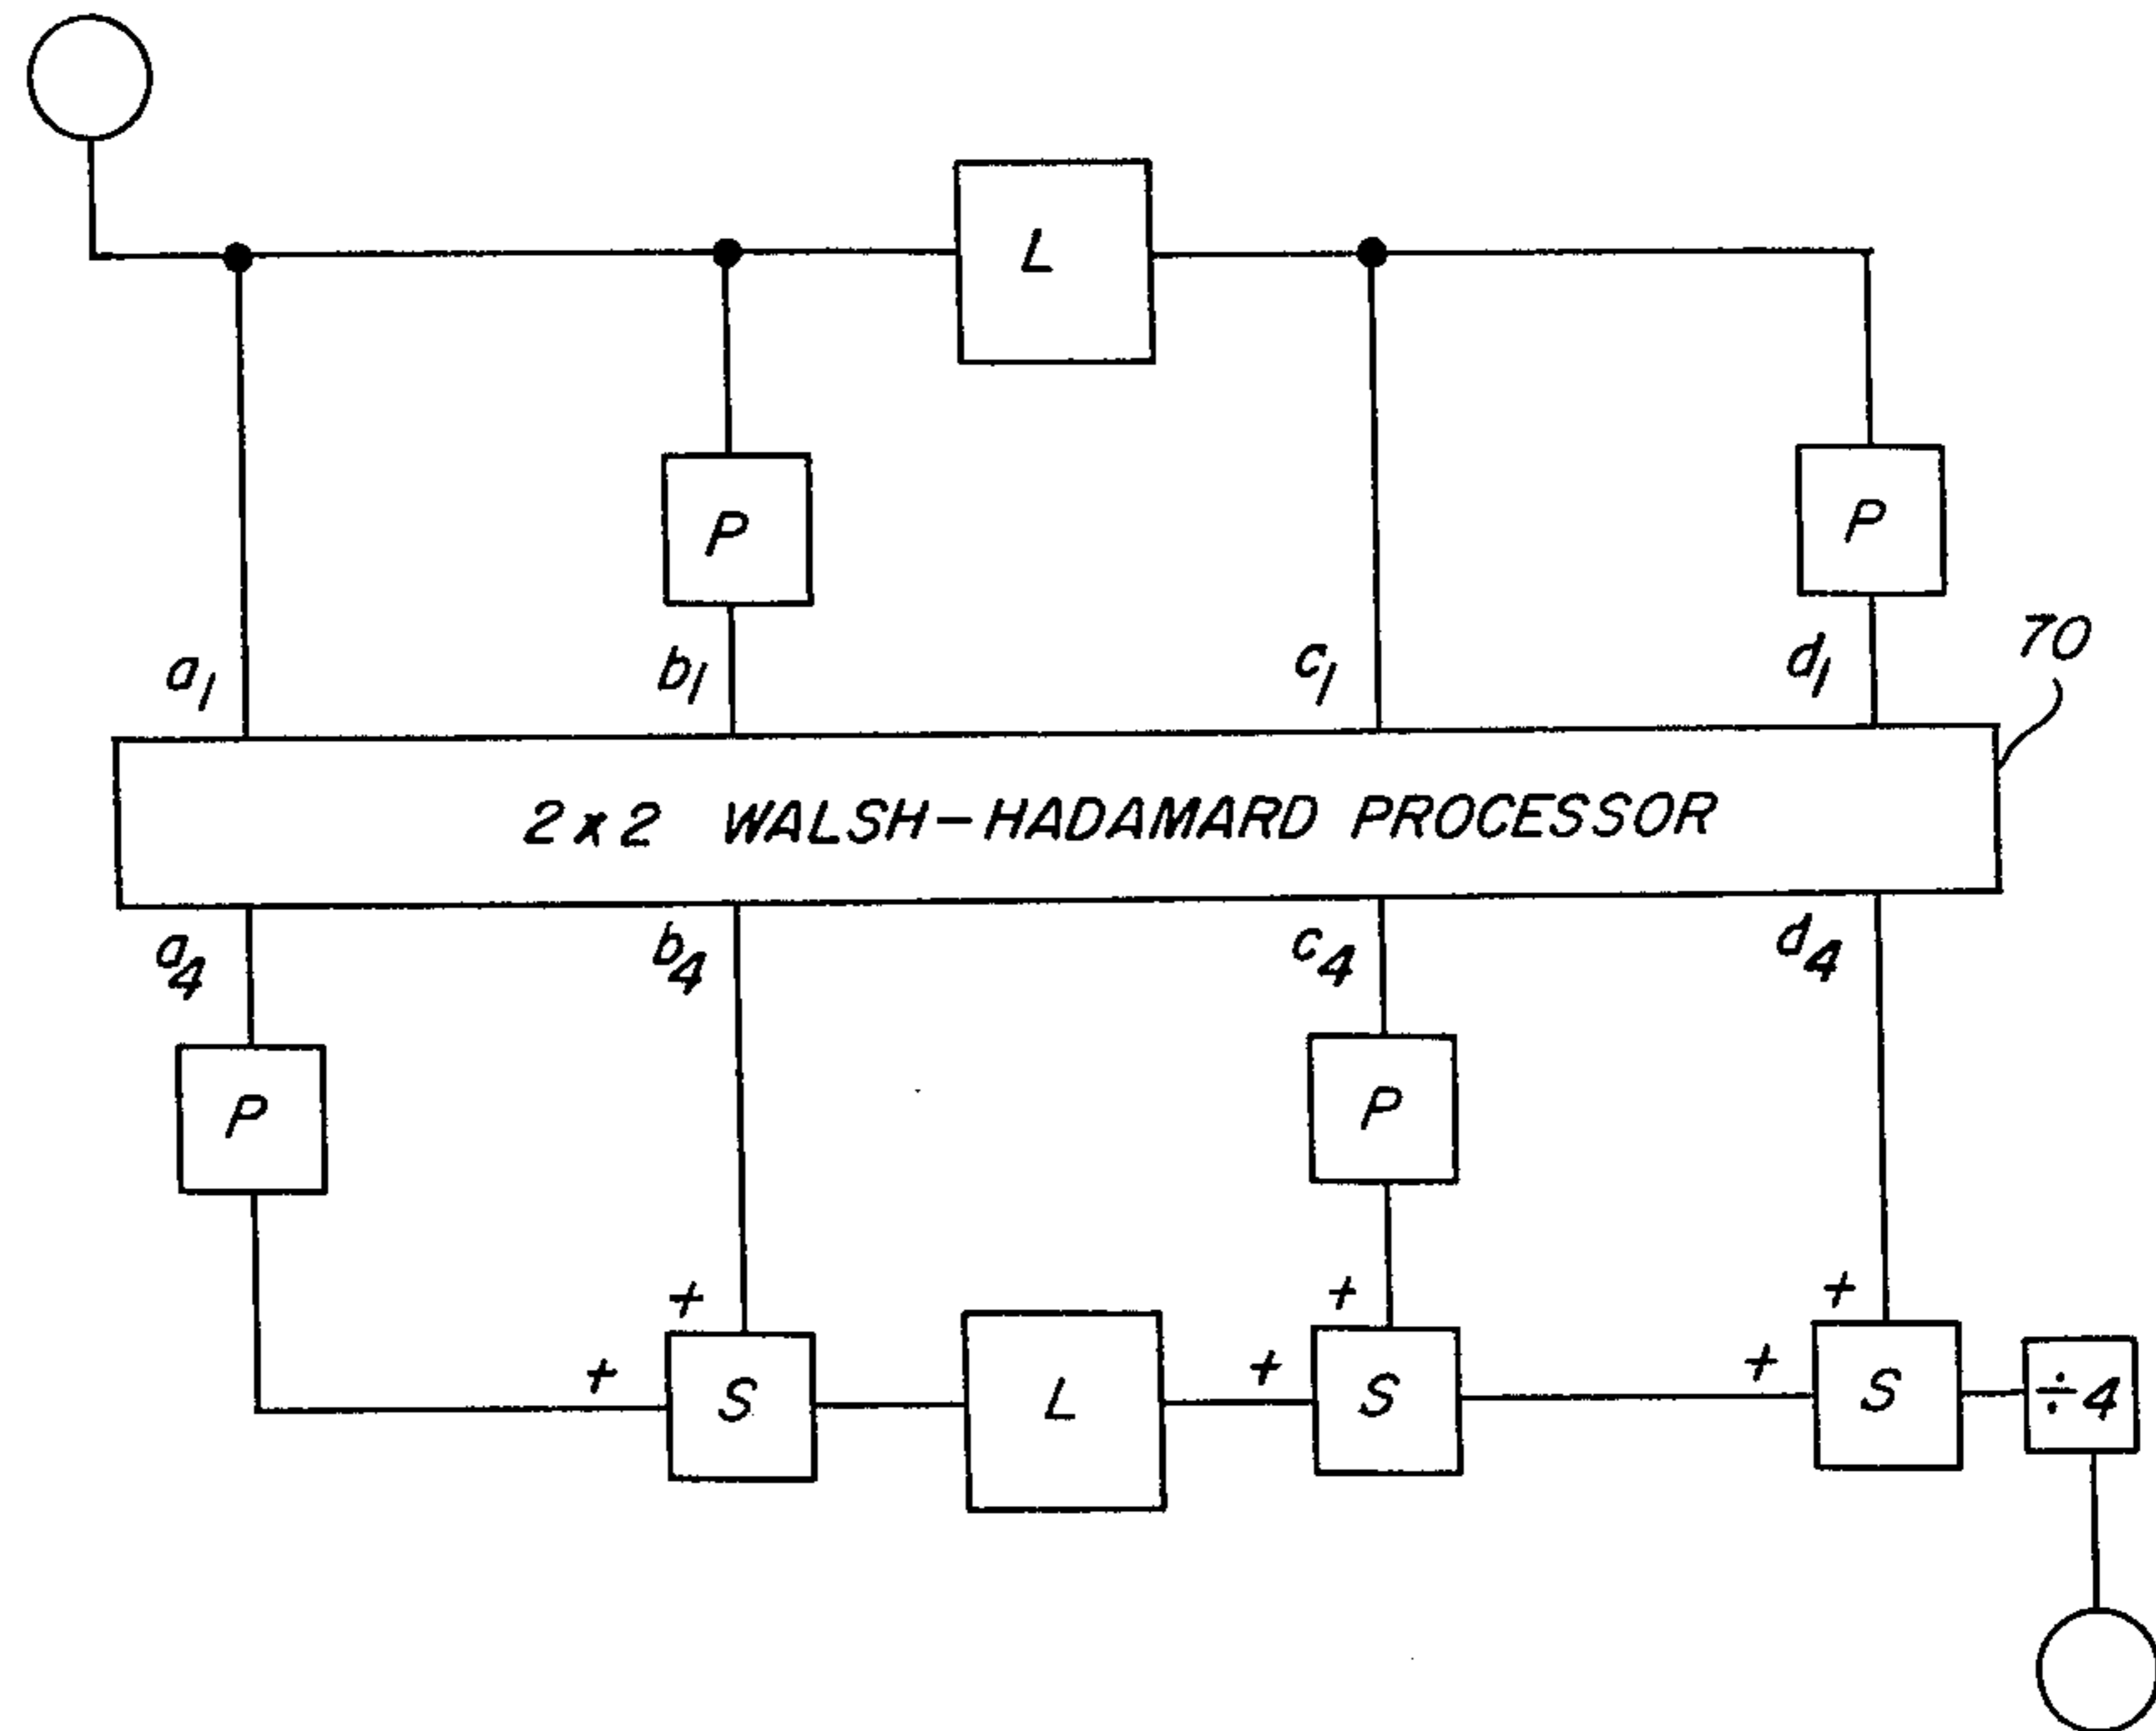 L
P
P
a1
b1
c1
d1
70
2x2 WALSH-HADAMARD PROCESSOR
a4
b4
c4
d4
P
P
+
+
+
+
+
+
S
L
S
S
÷4